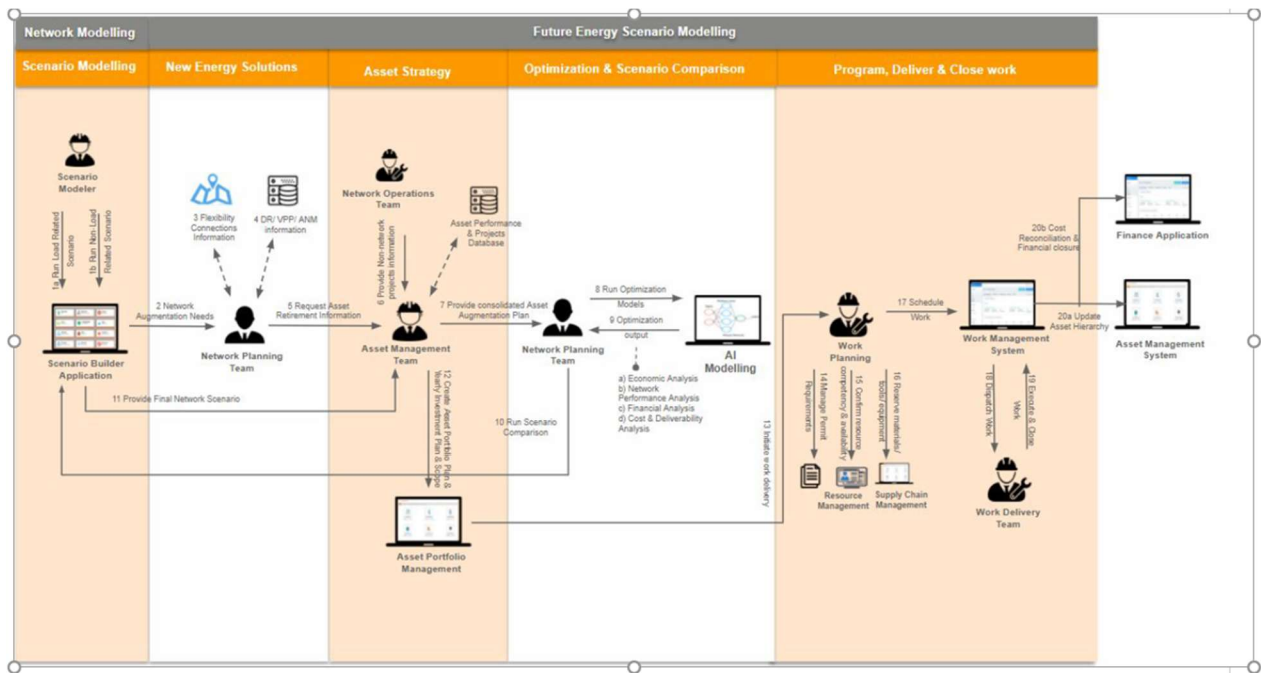 Network Modelling
Future Energy Scenario Modelling
Scenario Modelling
New Energy Solutions
Asset Strategy
Optimization & Scenario Comparison
Program, Deliver & Close work
Scenario
Modeler
1a Run Load Related
Scenario
1b Run Non-Load
Related Scenario
Scenario Builder
Application
2 Network
Augmentation Needs
3 Flexibility
Connections
Information
4 DR/ VPP/ ANM
information
Network Planning
Team
5 Request Asset
Retirement Information
Network Operations
Team
6 Provide Non-network
projects information
Asset Performance
& Projects
Database
Asset Management
Team
7 Provide consolidated Asset
Augmentation Plan
Network Planning
Team
8 Run Optimization
Models
9 Optimization
output
AI
Modelling
a) Economic Analysis
b) Network
Performance Analysis
c) Financial Analysis
d) Cost & Deliverability
Analysis
10 Run Scenario
Comparison
11 Provide Final Network Scenario
12 Create Asset Portfolio Plan &
Yearly Investment Plan & Scope
Asset Portfolio
Management
13 Initiate work delivery
Work
Planning
14 Manage Permit
Requirements
15 Confirm resource
competency & availability
16 Reserve materials/
tools/ equipment
Resource
Management
Supply Chain
Management
17 Schedule
Work
Work Management
System
18 Dispatch Work
19 Execute & Close
Work
Work Delivery
Team
20b Cost
Reconciliation &
Financial closure
20a Update
Asset Hierarchy
Finance Application
Asset Management
System